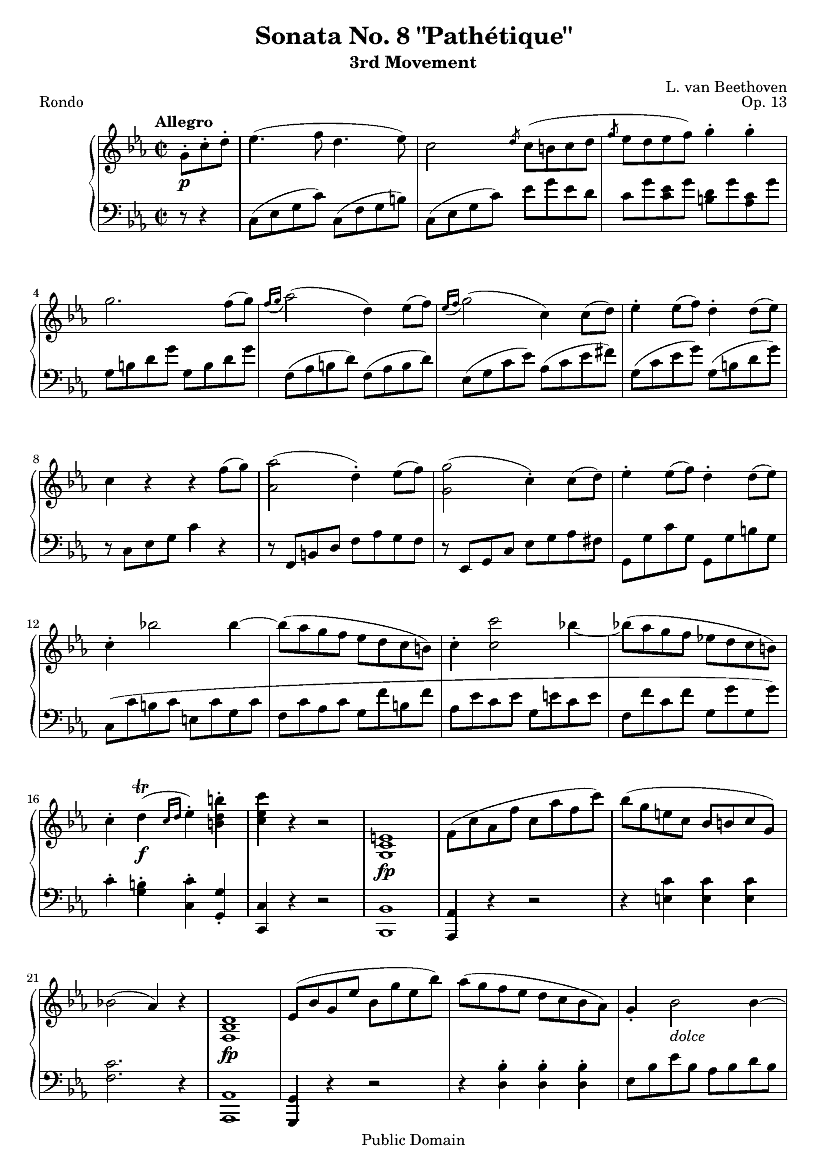 Sonata No. 8 "Pathétique"
3rd Movement
L. van Beethoven
Rondo
Op. 13
Allegro
p
4
8
12
16
tr
f
fp
21
fp
dolce
Public Domain